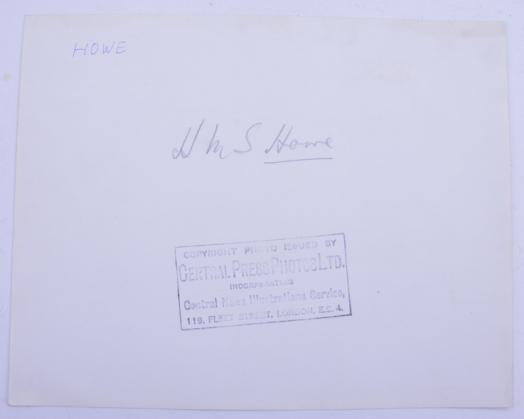 HOWE
H M S Howe
COPYRIGHT PHOTO ISSUED BY
CENTRAL PRESS PHOTOS LTD.
INCORPORATING
Central News Illustrations Service,
119, FLEET STREET, LONDON, E.C. 4.